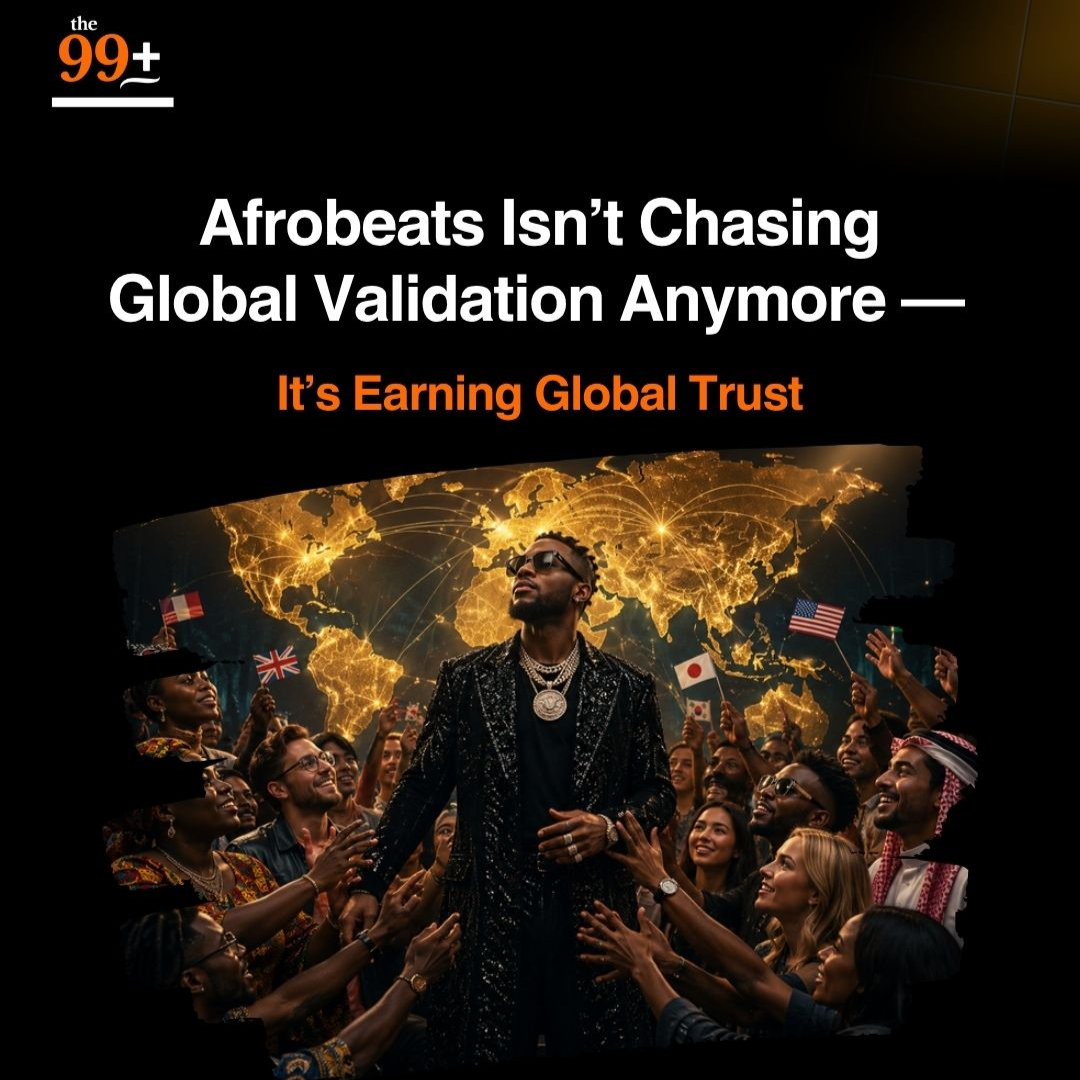 the
99+
Afrobeats Isn’t Chasing
Global Validation Anymore —
It’s Earning Global Trust